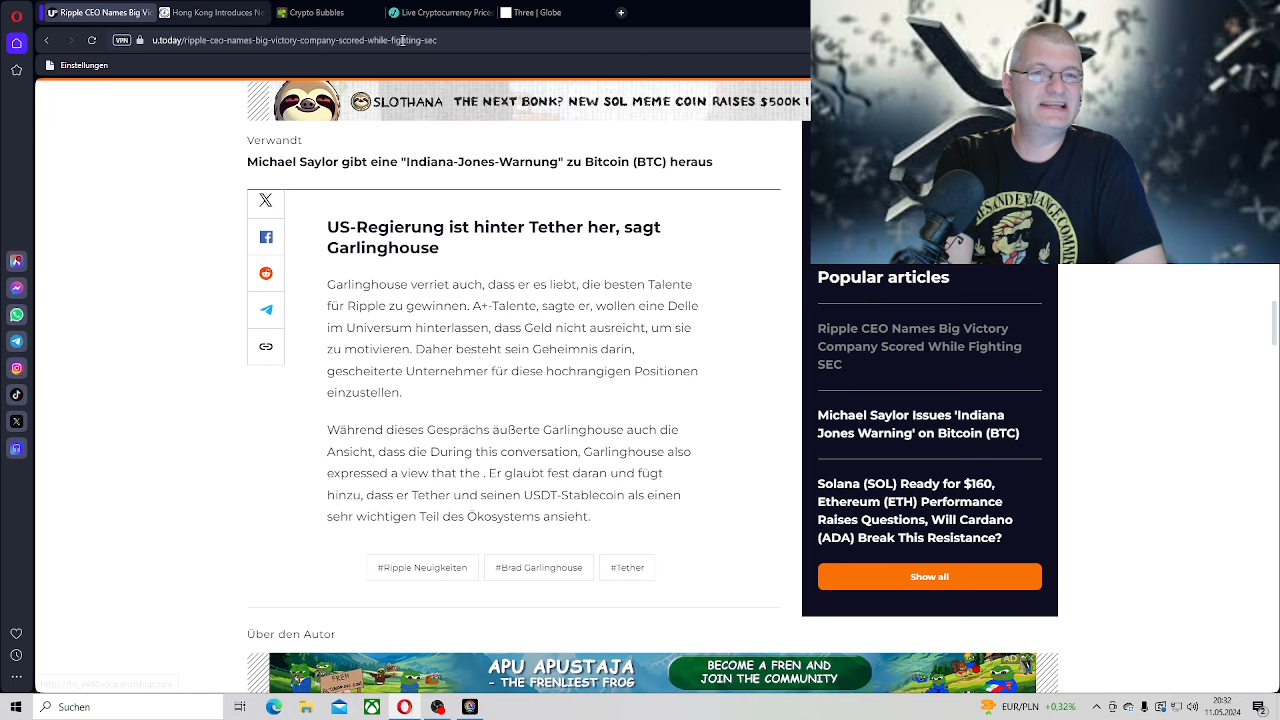 Ripple CEO Names Big Vi
Hong Kong Introduces Ne
Crypto Bubbles
Live Cryptocurrency Price
Three | Globe
VPN
u.today/ripple-ceo-names-big-victory-company-scored-while-fighting-sec
Einstellungen
SLOTHANA THE NEXT BONK? NEW SOL MEME COIN RAISES $500K I
Verwandt
Michael Saylor gibt eine "Indiana-Jones-Warnung" zu Bitcoin (BTC) heraus
US-Regierung ist hinter Tether her, sagt
Garlinghouse
Garlinghouse verriet auch, dass er es liebt, die besten Talente
für Ripple zu gewinnen. A+-Talente, sagte er, wollen eine Delle
im Universum hinterlassen, dass Geld nicht ausreicht, um sie
zu motivieren. Daher besteht sein Geheimnis darin,
gescheiterte Unternehmer für diese hochrangigen Positionen
einzustellen.
Während dieses Gesprächs äußerte Garlinghouse auch die
Ansicht, dass die During this conversation, Garlinghouse also
expressed a view that the . Er glaubt fest daran und fügt
hinzu, dass er Tether und seinen USDT-Stablecoin als einen
sehr wichtigen Teil des Ökosystems ansieht.
#Ripple Neuigkeiten
#Brad Garlinghouse
#Tether
Über den Autor
Popular articles
Ripple CEO Names Big Victory
Company Scored While Fighting
SEC
Michael Saylor Issues 'Indiana
Jones Warning' on Bitcoin (BTC)
Solana (SOL) Ready for $160,
Ethereum (ETH) Performance
Raises Questions, Will Cardano
(ADA) Break This Resistance?
Show all
APU APUSTAJA
- THE FRENLIEST FROG
BECOME A FREN AND
JOIN THE COMMUNITY
AD
Suchen
EUR/PLN
+0,32%
20:32
11.05.2024